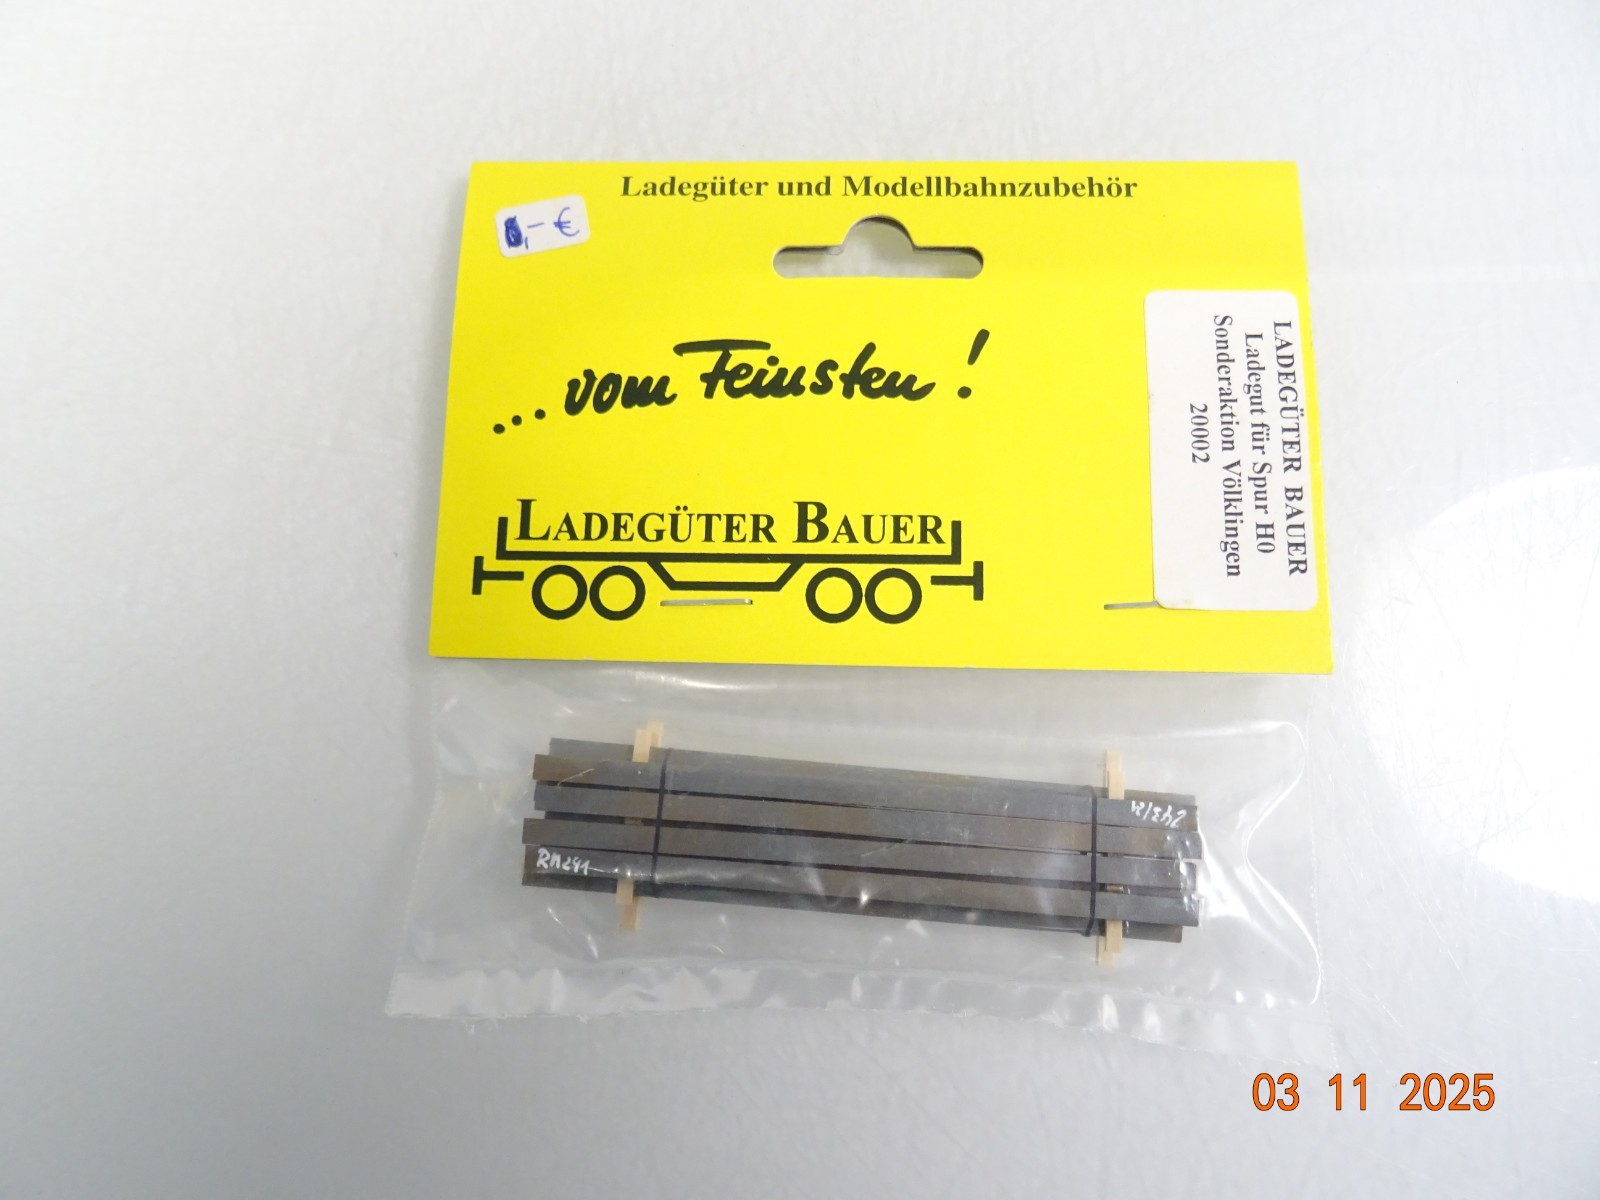 Ladegüter und Modellbahnzubehör
,- €
... vom Feinsten!
LADEGÜTER BAUER
LADEGÜTER BAUER
Ladegut für Spur H0
Sonderaktion Völklingen
20002
RM241
03 11 2025